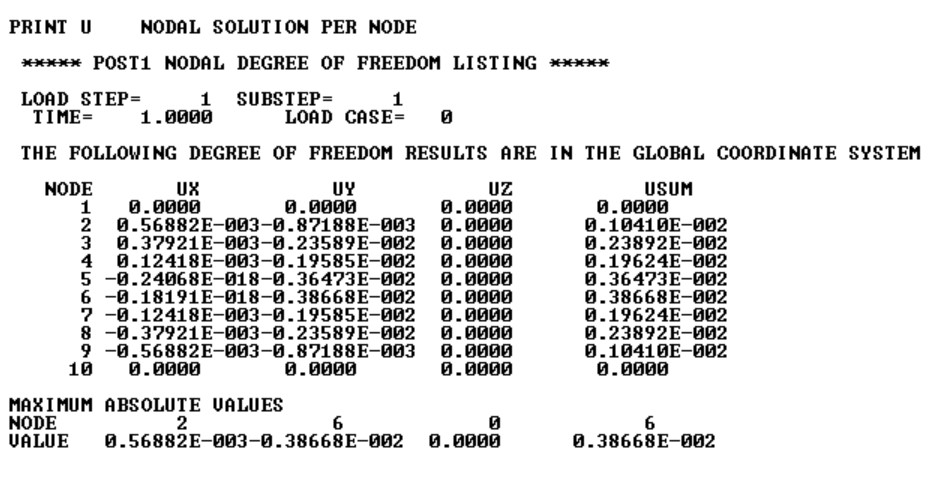 PRINT U    NODAL SOLUTION PER NODE
***** POST1 NODAL DEGREE OF FREEDOM LISTING *****
LOAD STEP=     1  SUBSTEP=     1
TIME=    1.0000      LOAD CASE=   0
THE FOLLOWING DEGREE OF FREEDOM RESULTS ARE IN THE GLOBAL COORDINATE SYSTEM
NODE       UX           UY           UZ           USUM
1   0.0000       0.0000       0.0000       0.0000
2  0.56882E-003-0.87188E-003  0.0000      0.10410E-002
3  0.37921E-003-0.23589E-002  0.0000      0.23892E-002
4  0.12418E-003-0.19585E-002  0.0000      0.19624E-002
5 -0.24068E-018-0.36473E-002  0.0000      0.36473E-002
6 -0.18191E-018-0.38668E-002  0.0000      0.38668E-002
7 -0.12418E-003-0.19585E-002  0.0000      0.19624E-002
8 -0.37921E-003-0.23589E-002  0.0000      0.23892E-002
9 -0.56882E-003-0.87188E-003  0.0000      0.10410E-002
10   0.0000       0.0000       0.0000       0.0000
MAXIMUM ABSOLUTE VALUES
NODE          2            6            0            6
VALUE   0.56882E-003-0.38668E-002  0.0000      0.38668E-002